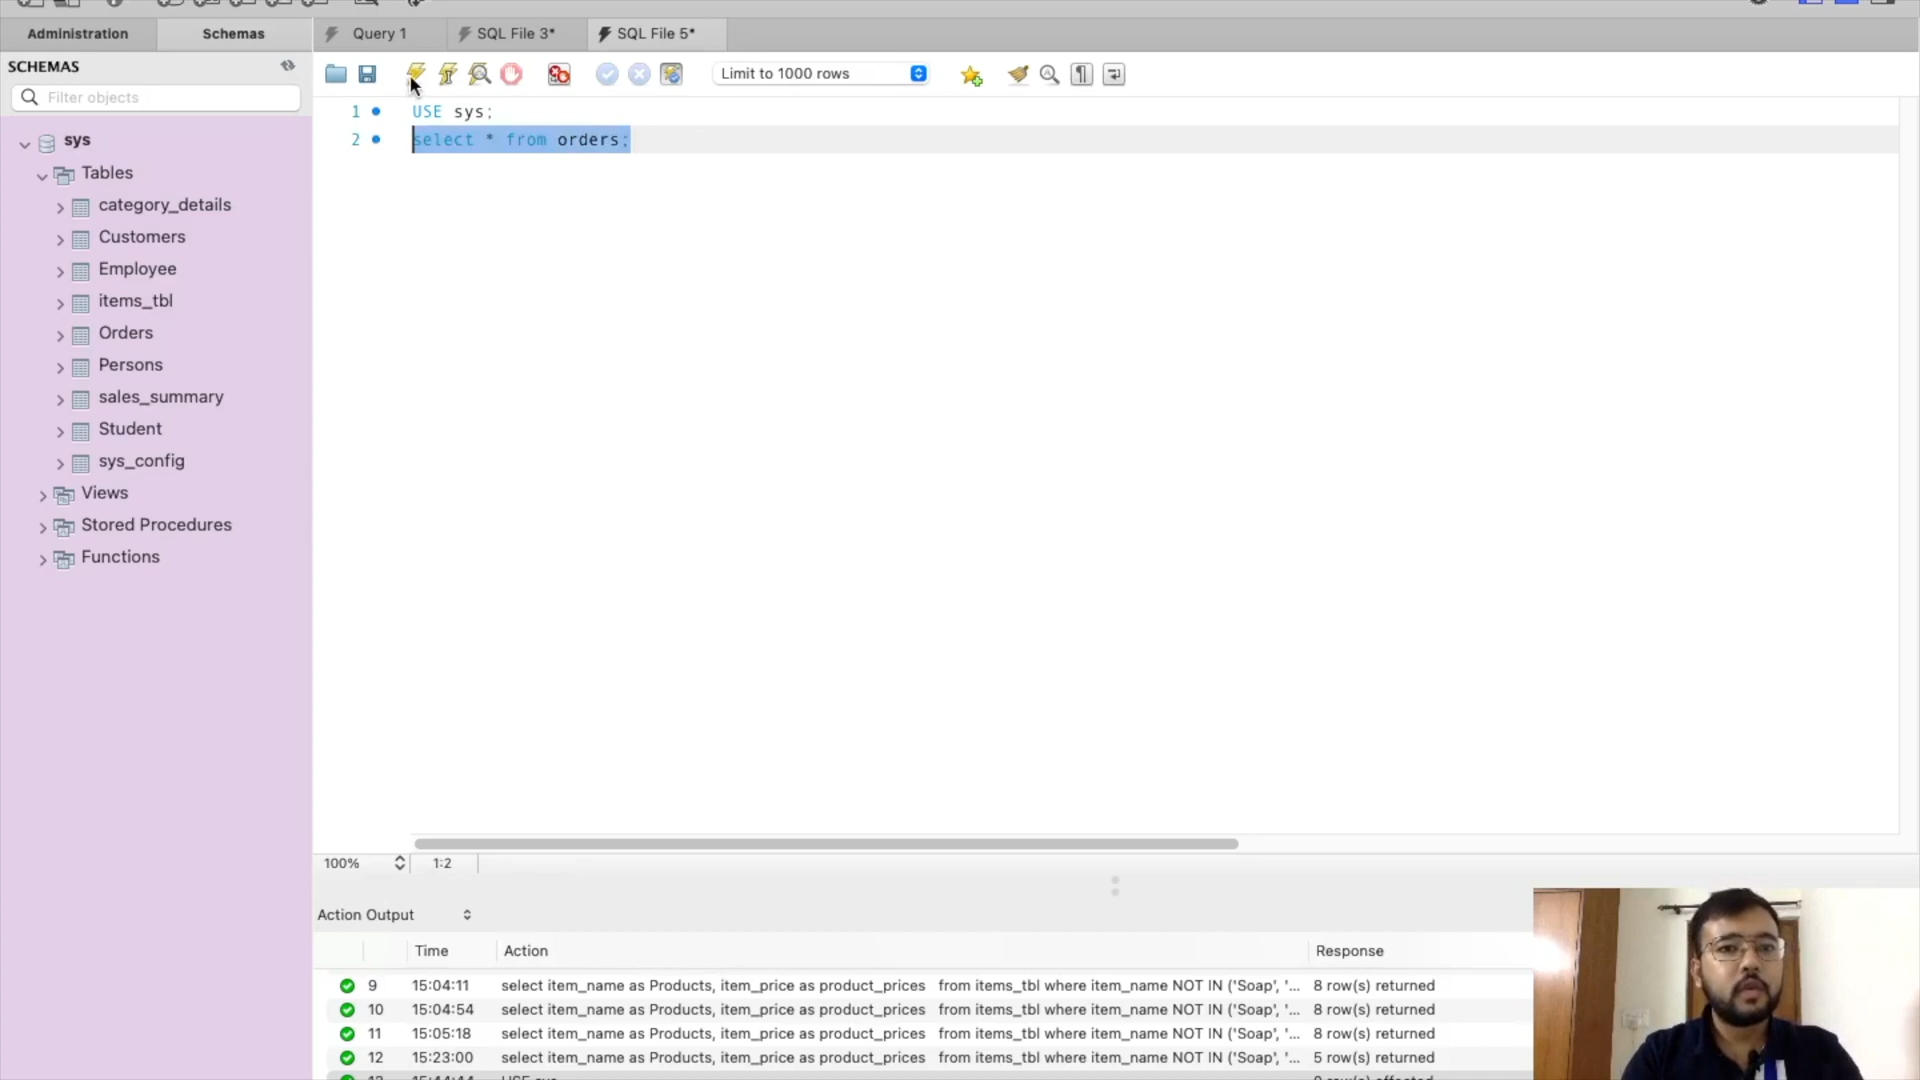 Administration
Schemas
Query 1
SQL File 3*
SQL File 5*
SCHEMAS
Filter objects
Limit to 1000 rows
1 USE sys;
2 select * from orders;
sys
Tables
category_details
Customers
Employee
items_tbl
Orders
Persons
sales_summary
Student
sys_config
Views
Stored Procedures
Functions
100%
1:2
Action Output
Time Action Response
9 15:04:11 select item_name as Products, item_price as product_prices from items_tbl where item_name NOT IN ('Soap', '... 8 row(s) returned
10 15:04:54 select item_name as Products, item_price as product_prices from items_tbl where item_name NOT IN ('Soap', '... 8 row(s) returned
11 15:05:18 select item_name as Products, item_price as product_prices from items_tbl where item_name NOT IN ('Soap', '... 8 row(s) returned
12 15:23:00 select item_name as Products, item_price as product_prices from items_tbl where item_name NOT IN ('Soap', '... 5 row(s) returned